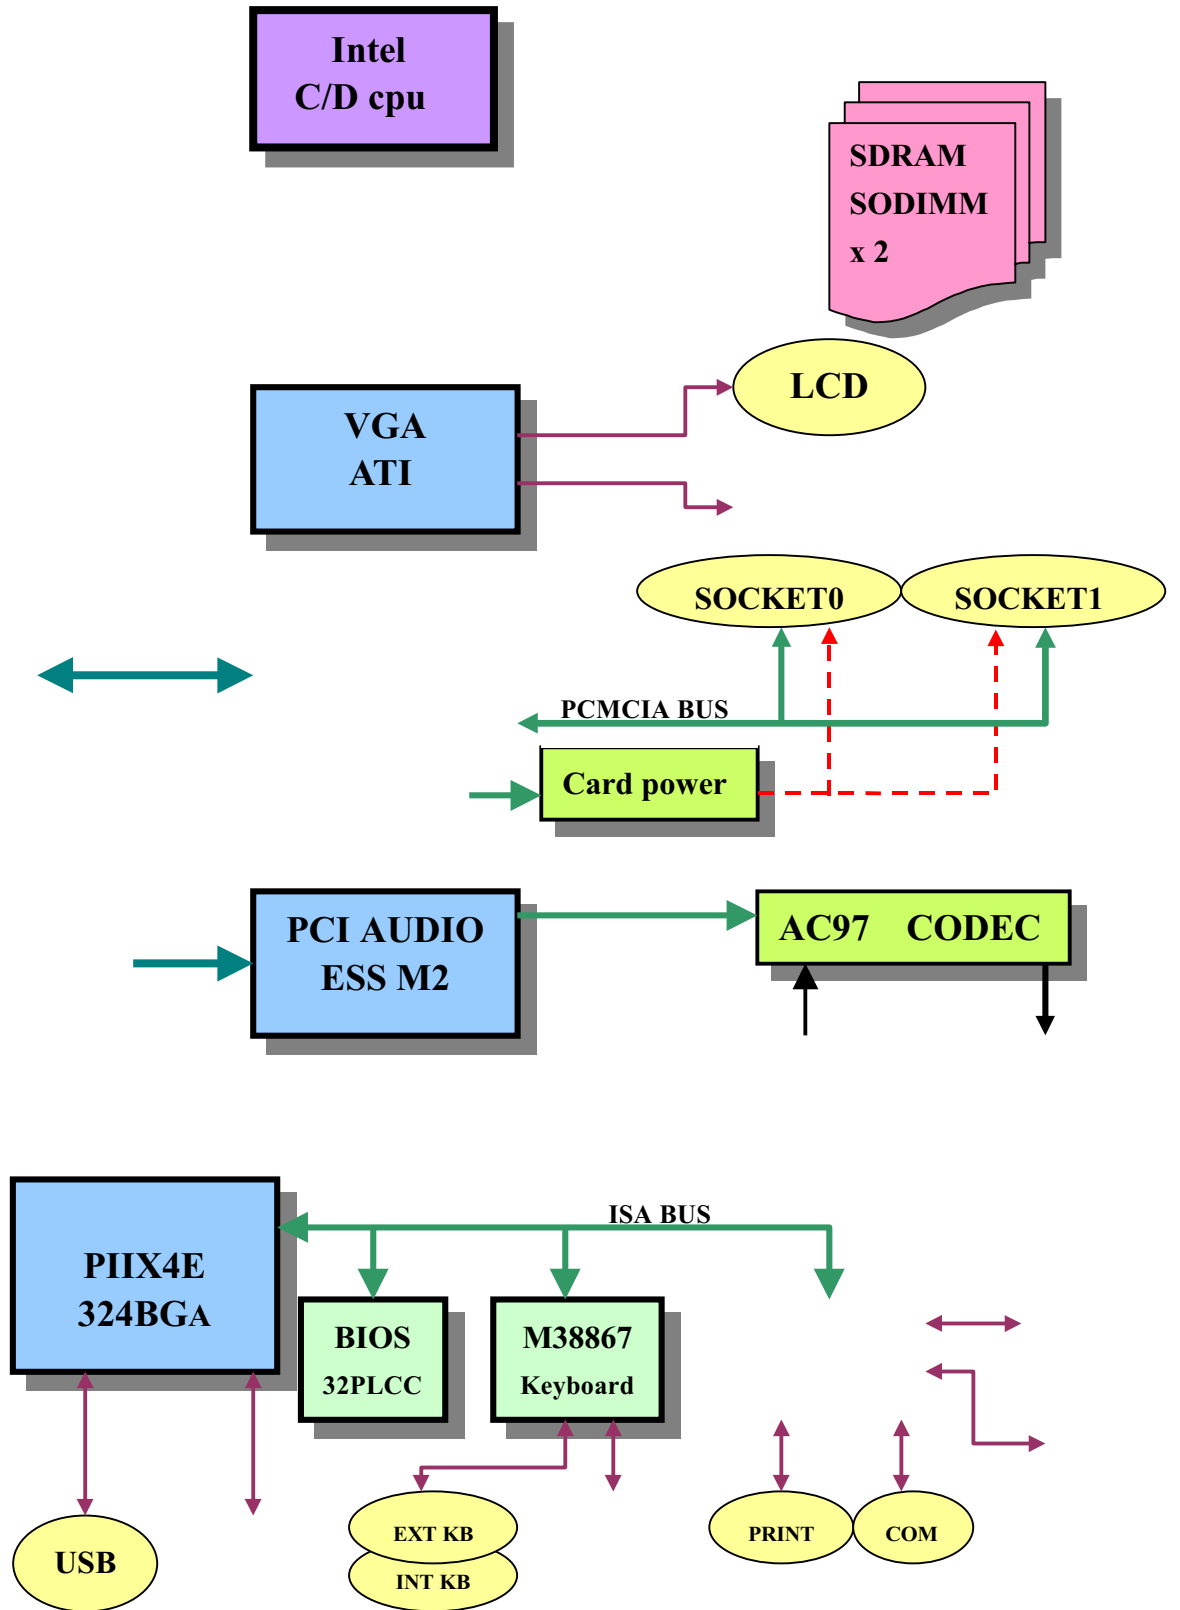 Intel
C/D cpu
SDRAM
SODIMM
x 2
LCD
VGA
ATI
SOCKET0
SOCKET1
PCMCIA BUS
Card power
PCI AUDIO
ESS M2
AC97 CODEC
ISA BUS
PIIX4E
324BGA
BIOS
32PLCC
M38867
Keyboard
EXT KB
PRINT
COM
USB
INT KB